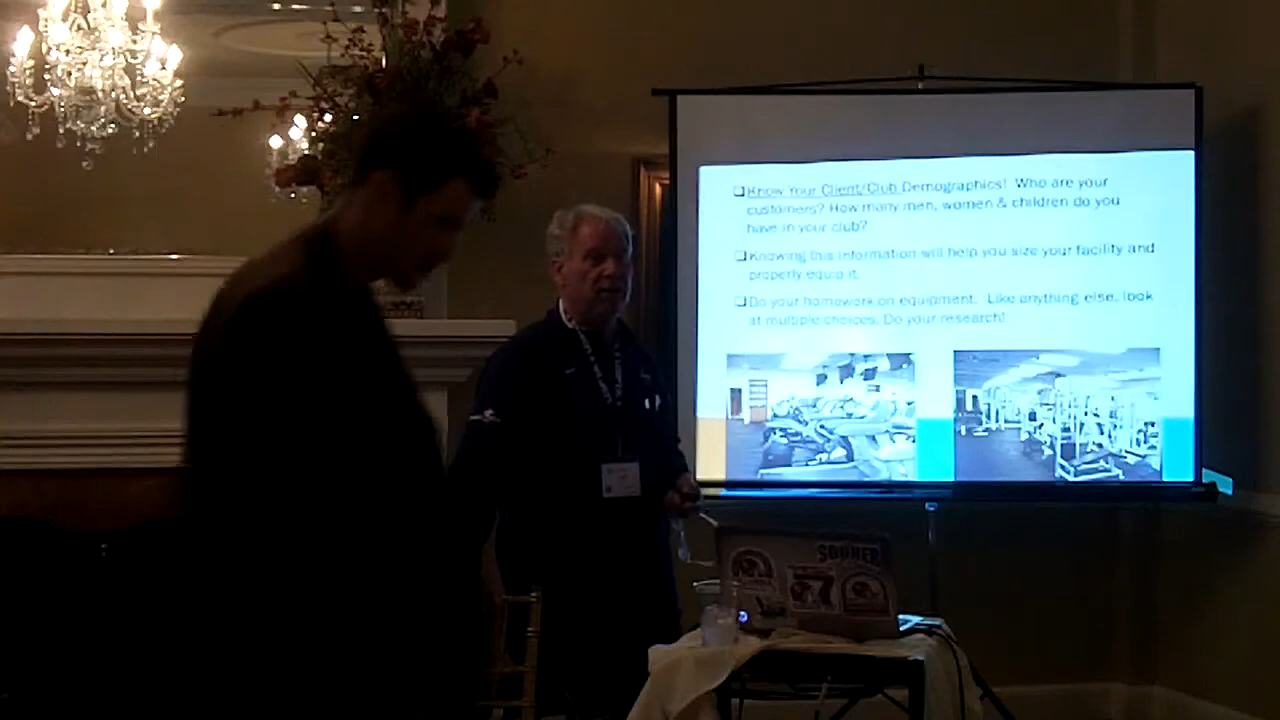 ❑Know Your Client/Club Demographics! Who are your
customers? How many men, women & children do you
have in your club?
❑Knowing this information will help you size your facility and
properly equip it.
❑Do your homework on equipment. Like anything else, look
at multiple choices. Do your research!
SOONER